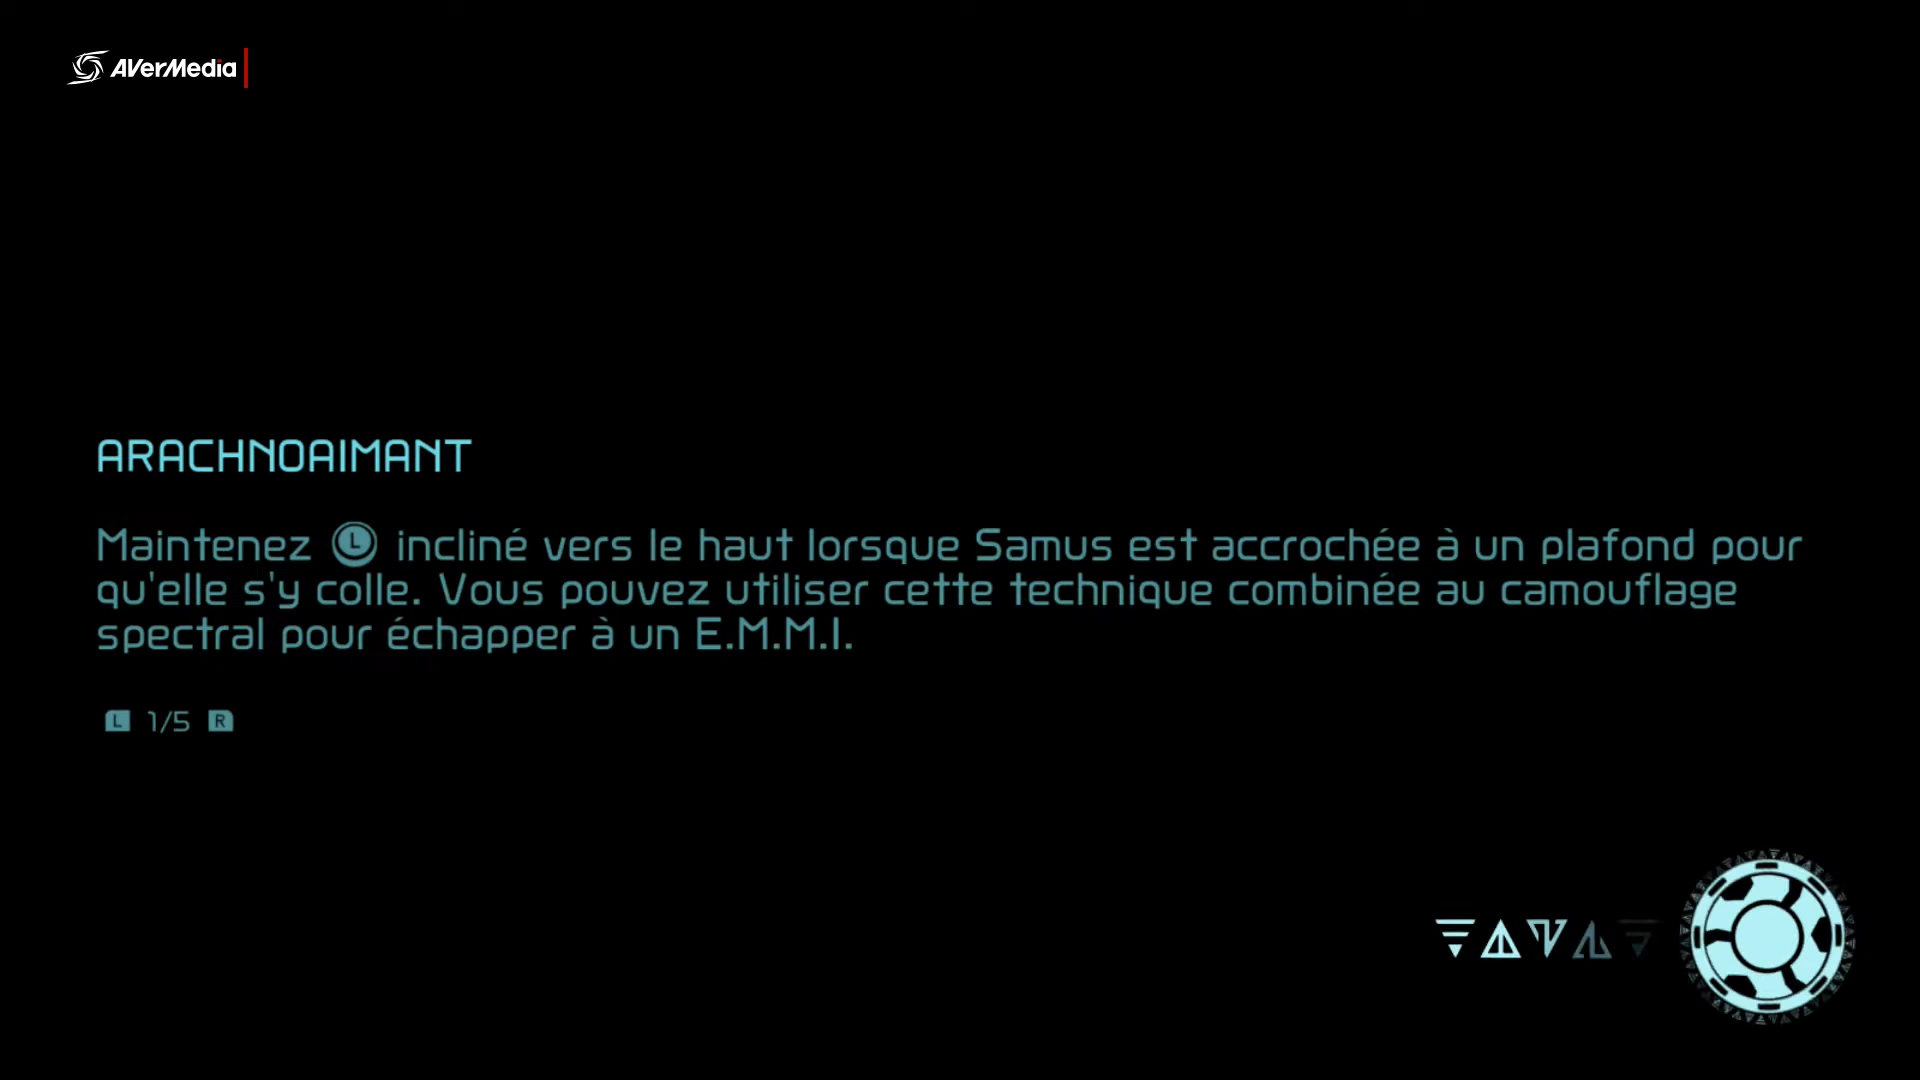 AVerMedia
ARACHNOAIMANT
Maintenez L incliné vers le haut lorsque Samus est accrochée à un plafond pour
qu'elle s'y colle. Vous pouvez utiliser cette technique combinée au camouflage
spectral pour échapper à un E.M.M.I.
L 1/5 R